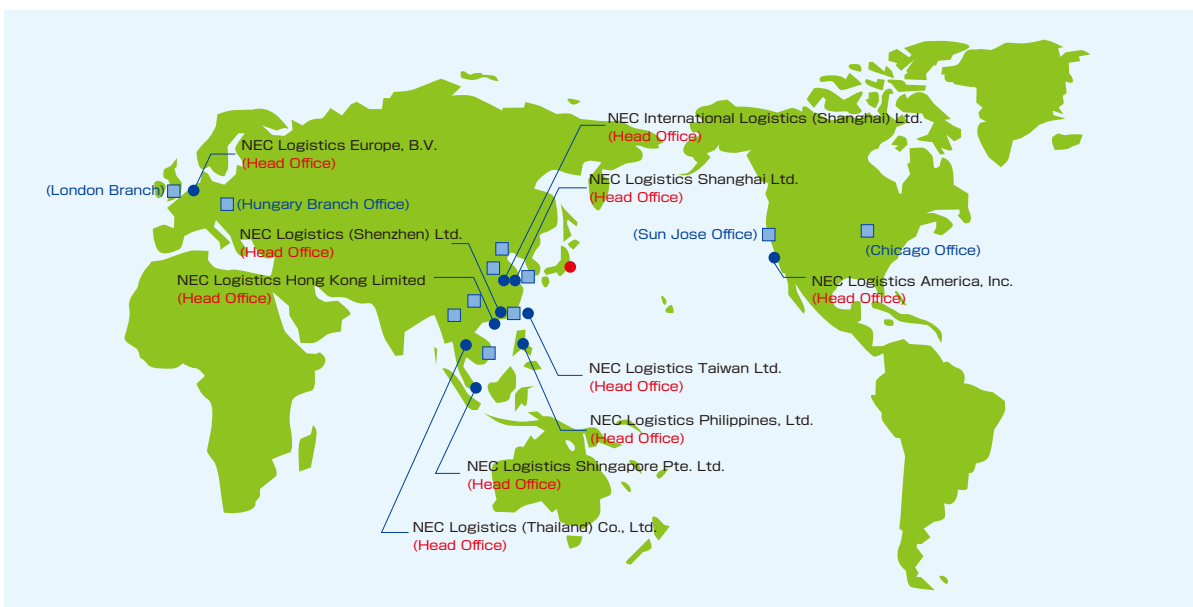 NEC International Logistics (Shanghai) Ltd.
(Head Office)
NEC Logistics Europe, B.V.
(Head Office)
NEC Logistics Shanghai Ltd.
(Head Office)
(London Branch)
(Hungary Branch Office)
NEC Logistics (Shenzhen) Ltd.
(Head Office)
(Sun Jose Office)
(Chicago Office)
NEC Logistics Hong Kong Limited
(Head Office)
NEC Logistics America, Inc.
(Head Office)
NEC Logistics Taiwan Ltd.
(Head Office)
NEC Logistics Philippines, Ltd.
(Head Office)
NEC Logistics Shingapore Pte. Ltd.
(Head Office)
NEC Logistics (Thailand) Co., Ltd.
(Head Office)